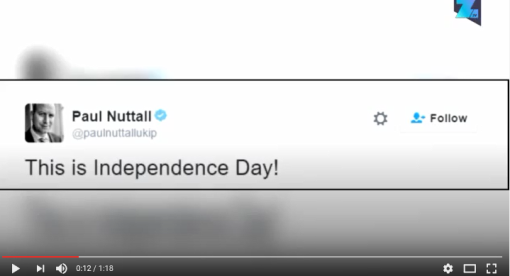 Paul Nuttall
@paulnuttallukip
Follow
This is Independence Day!
0:12 / 1:18